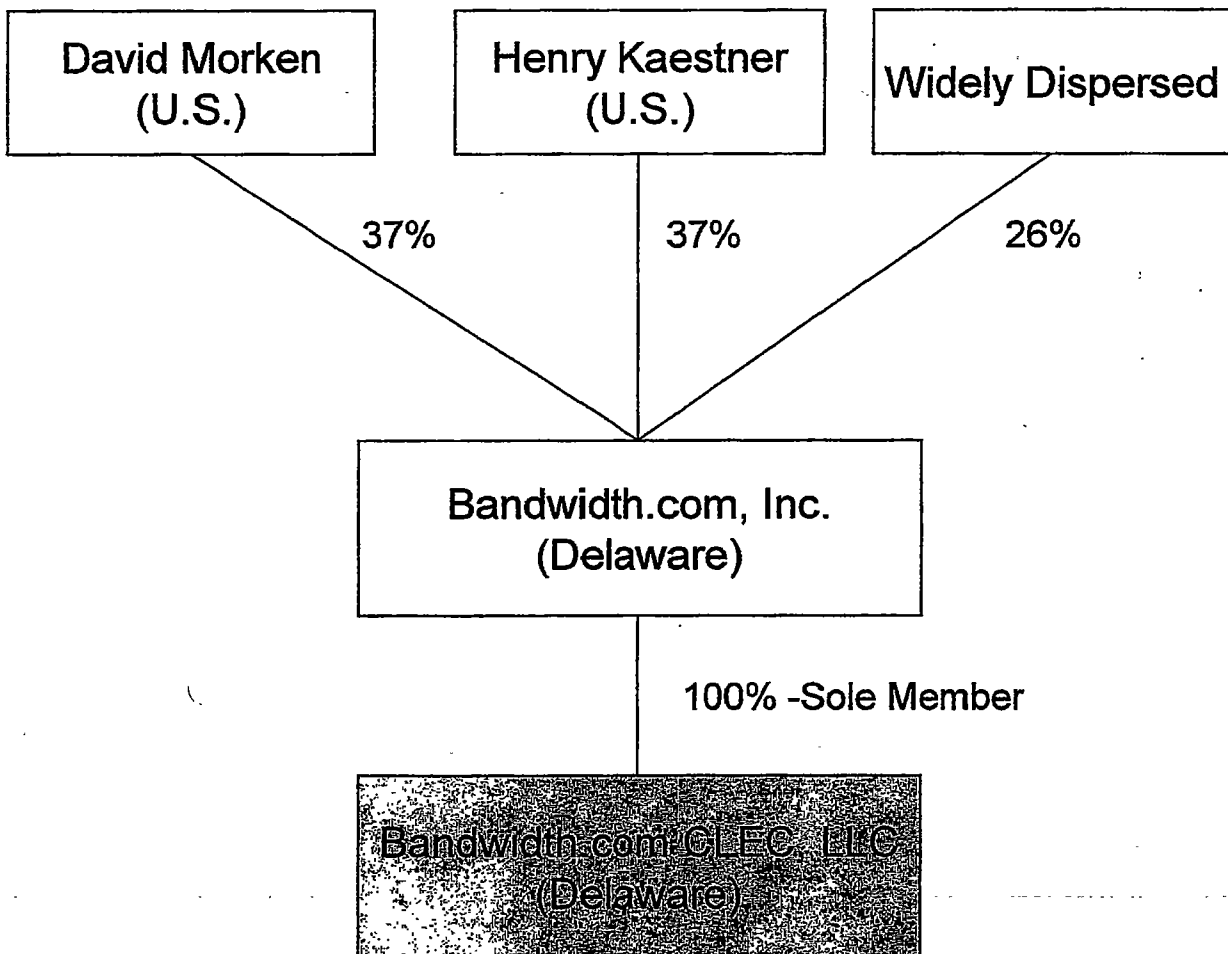 David Morken
(U.S.)
Henry Kaestner
(U.S.)
Widely Dispersed
37%
37%
26%
Bandwidth.com, Inc.
(Delaware)
100% -Sole Member
Bandwidth.com CLEC, LLC
(Delaware)